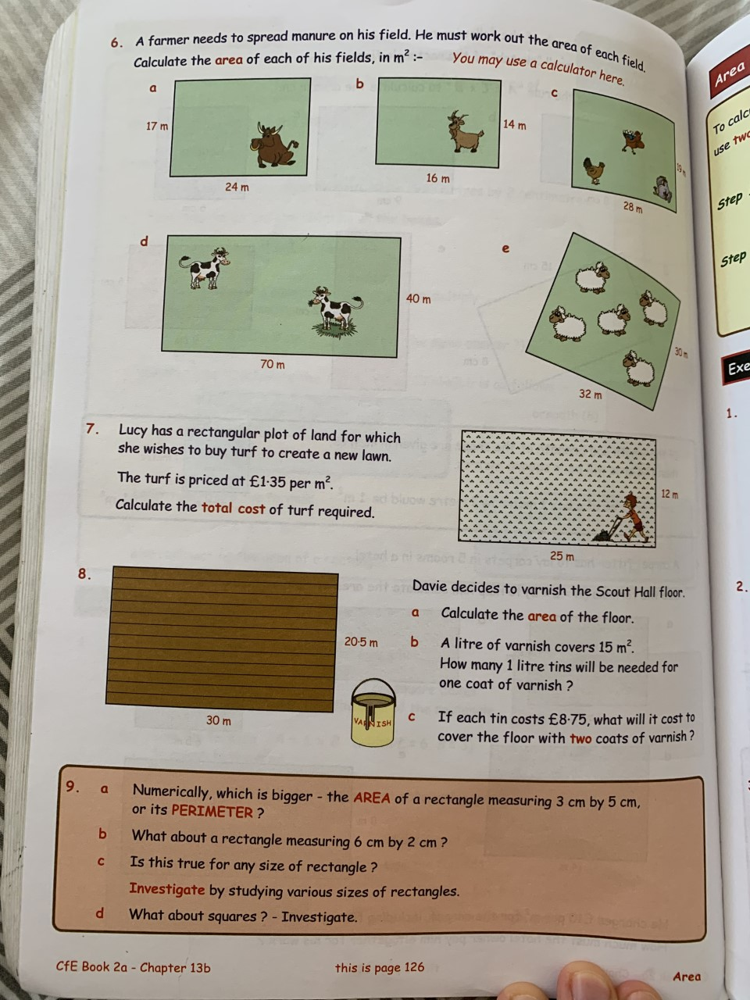 6. A farmer needs to spread manure on his field. He must work out the area of each field.
Calculate the area of each of his fields, in m² :- You may use a calculator here.
a
17 m
24 m
b
14 m
16 m
c
19 m
28 m
d
40 m
70 m
e
30 m
32 m
7. Lucy has a rectangular plot of land for which
she wishes to buy turf to create a new lawn.
The turf is priced at £1·35 per m².
Calculate the total cost of turf required.
12 m
25 m
8.
20·5 m
30 m
VARNISH
Davie decides to varnish the Scout Hall floor.
a Calculate the area of the floor.
b A litre of varnish covers 15 m².
How many 1 litre tins will be needed for
one coat of varnish ?
c If each tin costs £8·75, what will it cost to
cover the floor with two coats of varnish ?
9. a Numerically, which is bigger - the AREA of a rectangle measuring 3 cm by 5 cm,
or its PERIMETER ?
b What about a rectangle measuring 6 cm by 2 cm ?
c Is this true for any size of rectangle ?
Investigate by studying various sizes of rectangles.
d What about squares ? - Investigate.
CfE Book 2a - Chapter 13b
this is page 126
Area
Area
To calc
use two
Step
Step
Exe
1.
2.